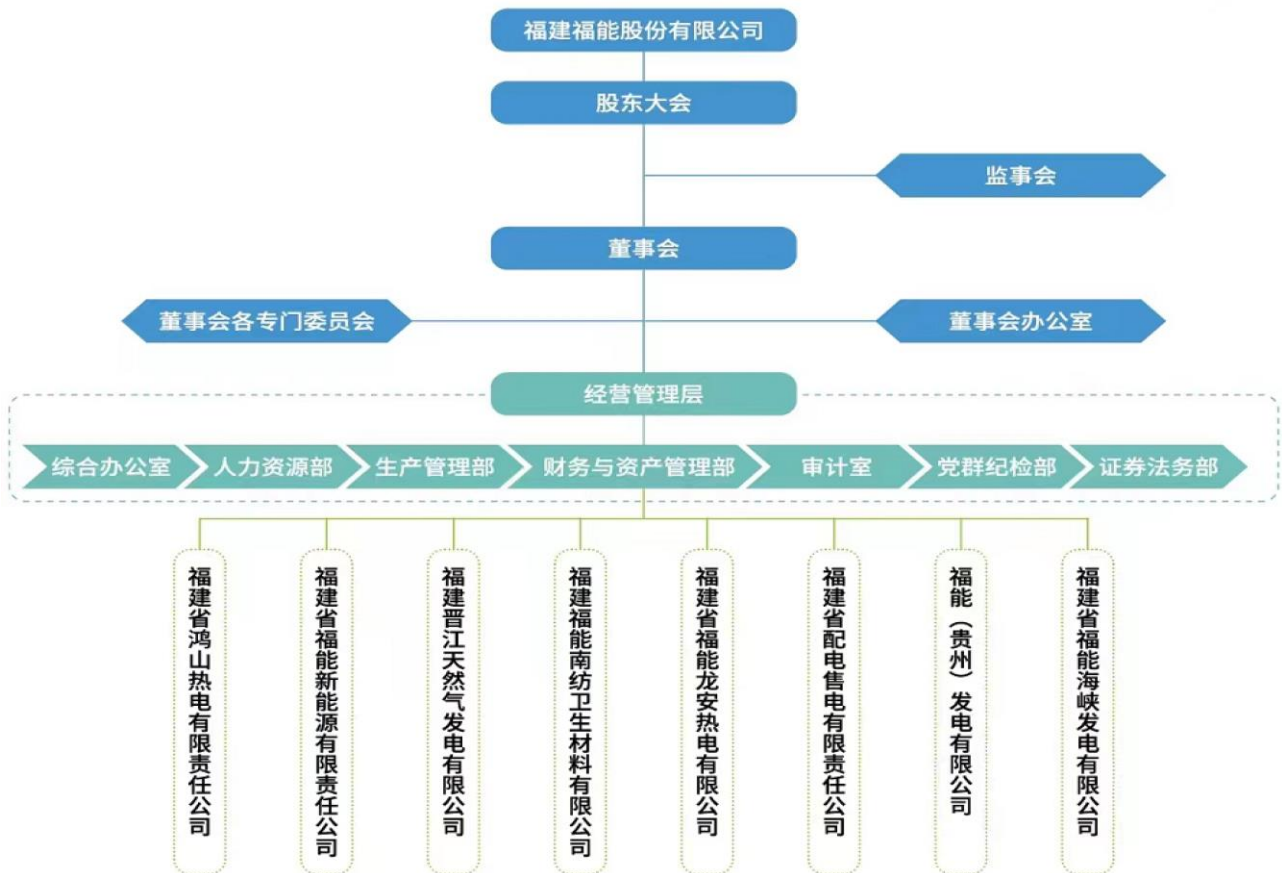 福建福能股份有限公司
股东大会
监事会
董事会
董事会各专门委员会
董事会办公室
经营管理层
综合办公室
人力资源部
生产管理部
财务与资产管理部
审计室
党群纪检部
证券法务部
福建省鸿山热电有限责任公司
福建省福能新能源有限责任公司
福建晋江天然气发电有限公司
福建福能南纺卫生材料有限公司
福建省福能龙安热电有限公司
福建省配电售电有限责任公司
福能（贵州）发电有限公司
福建省福能海峡发电有限公司